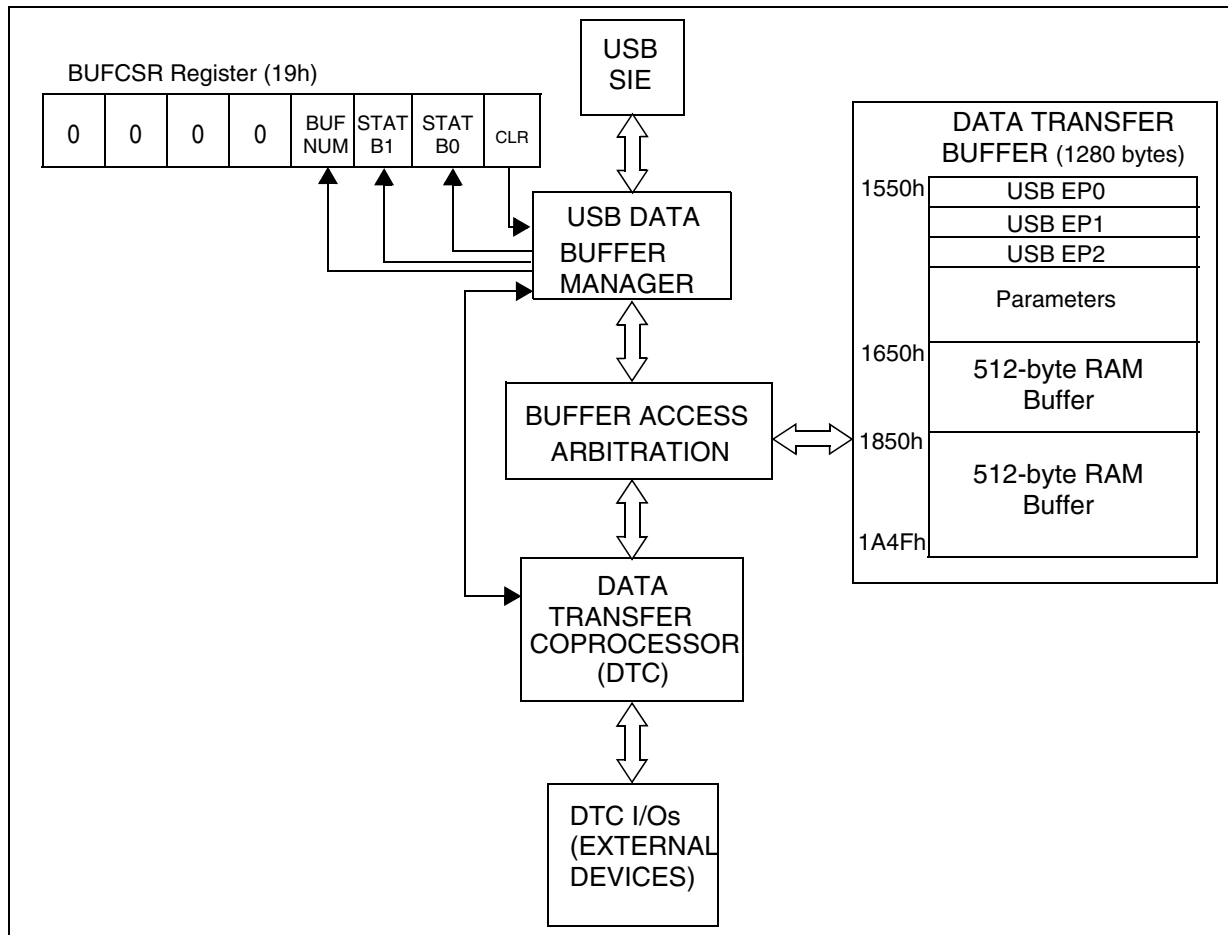 BUFCSR Register (19h)
0
0
0
0
BUF
NUM
STAT
B1
STAT
B0
CLR
USB
SIE
USB DATA
BUFFER
MANAGER
BUFFER ACCESS
ARBITRATION
DATA
TRANSFER
COPROCESSOR
(DTC)
DTC I/Os
(EXTERNAL
DEVICES)
DATA TRANSFER
BUFFER (1280 bytes)
1550h
USB EP0
USB EP1
USB EP2
Parameters
1650h
512-byte RAM
Buffer
1850h
512-byte RAM
Buffer
1A4Fh